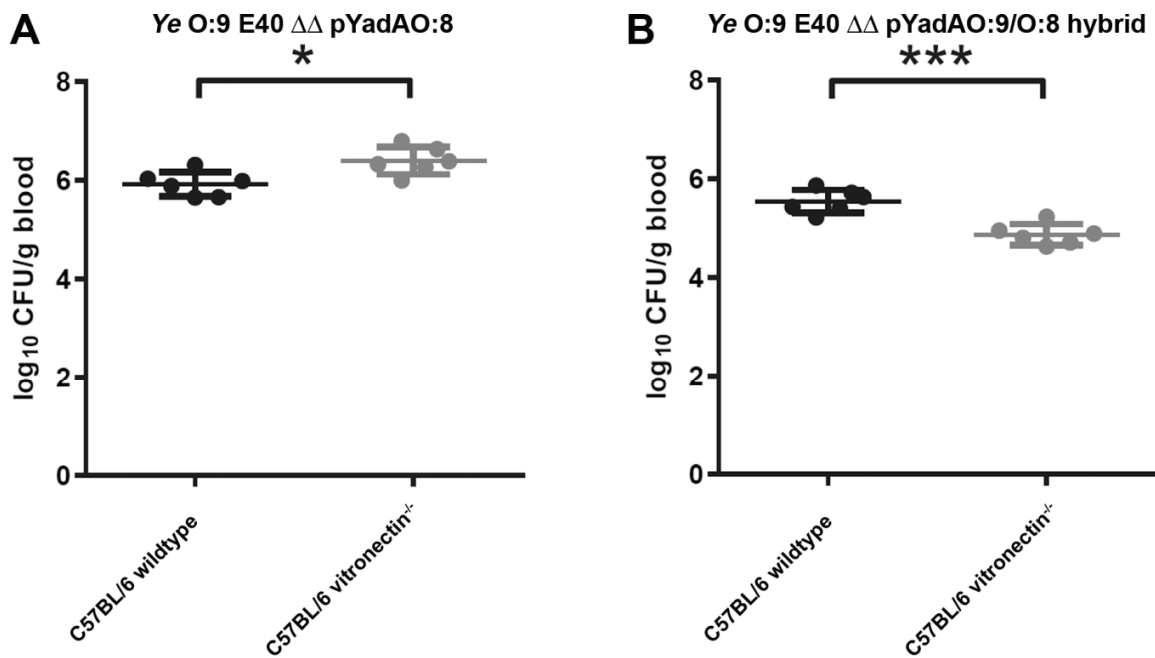 A
Ye O:9 E40 ΔΔ pYadAO:8
*
8
6
4
2
0
log10 CFU/g blood
C57BL/6 wildtype
C57BL/6 vitronectin-/-
B
Ye O:9 E40 ΔΔ pYadAO:9/O:8 hybrid
***
8
6
4
2
0
log10 CFU/g blood
C57BL/6 wildtype
C57BL/6 vitronectin-/-